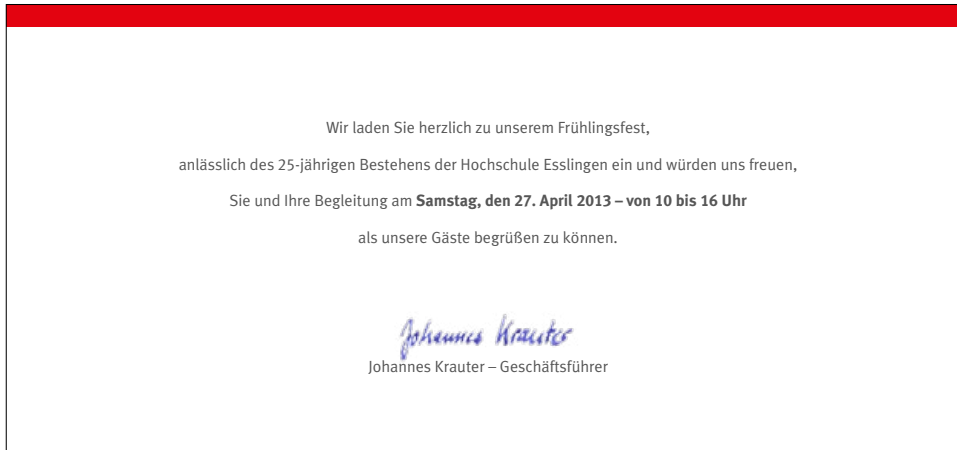 Wir laden Sie herzlich zu unserem Frühlingsfest,
anlässlich des 25-jährigen Bestehens der Hochschule Esslingen ein und würden uns freuen,
Sie und Ihre Begleitung am Samstag, den 27. April 2013 – von 10 bis 16 Uhr
als unsere Gäste begrüßen zu können.
Johannes Krauter
Johannes Krauter – Geschäftsführer